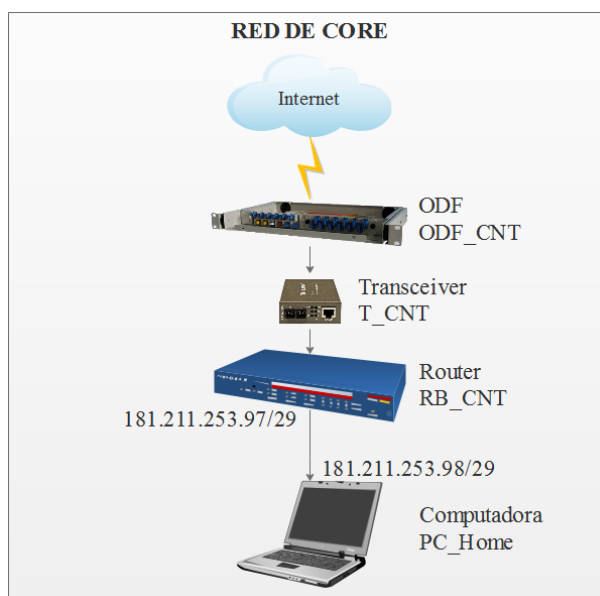 RED DE CORE
Internet
ODF
ODF_CNT
Transceiver
T_CNT
Router
RB_CNT
181.211.253.97/29
181.211.253.98/29
Computadora
PC_Home